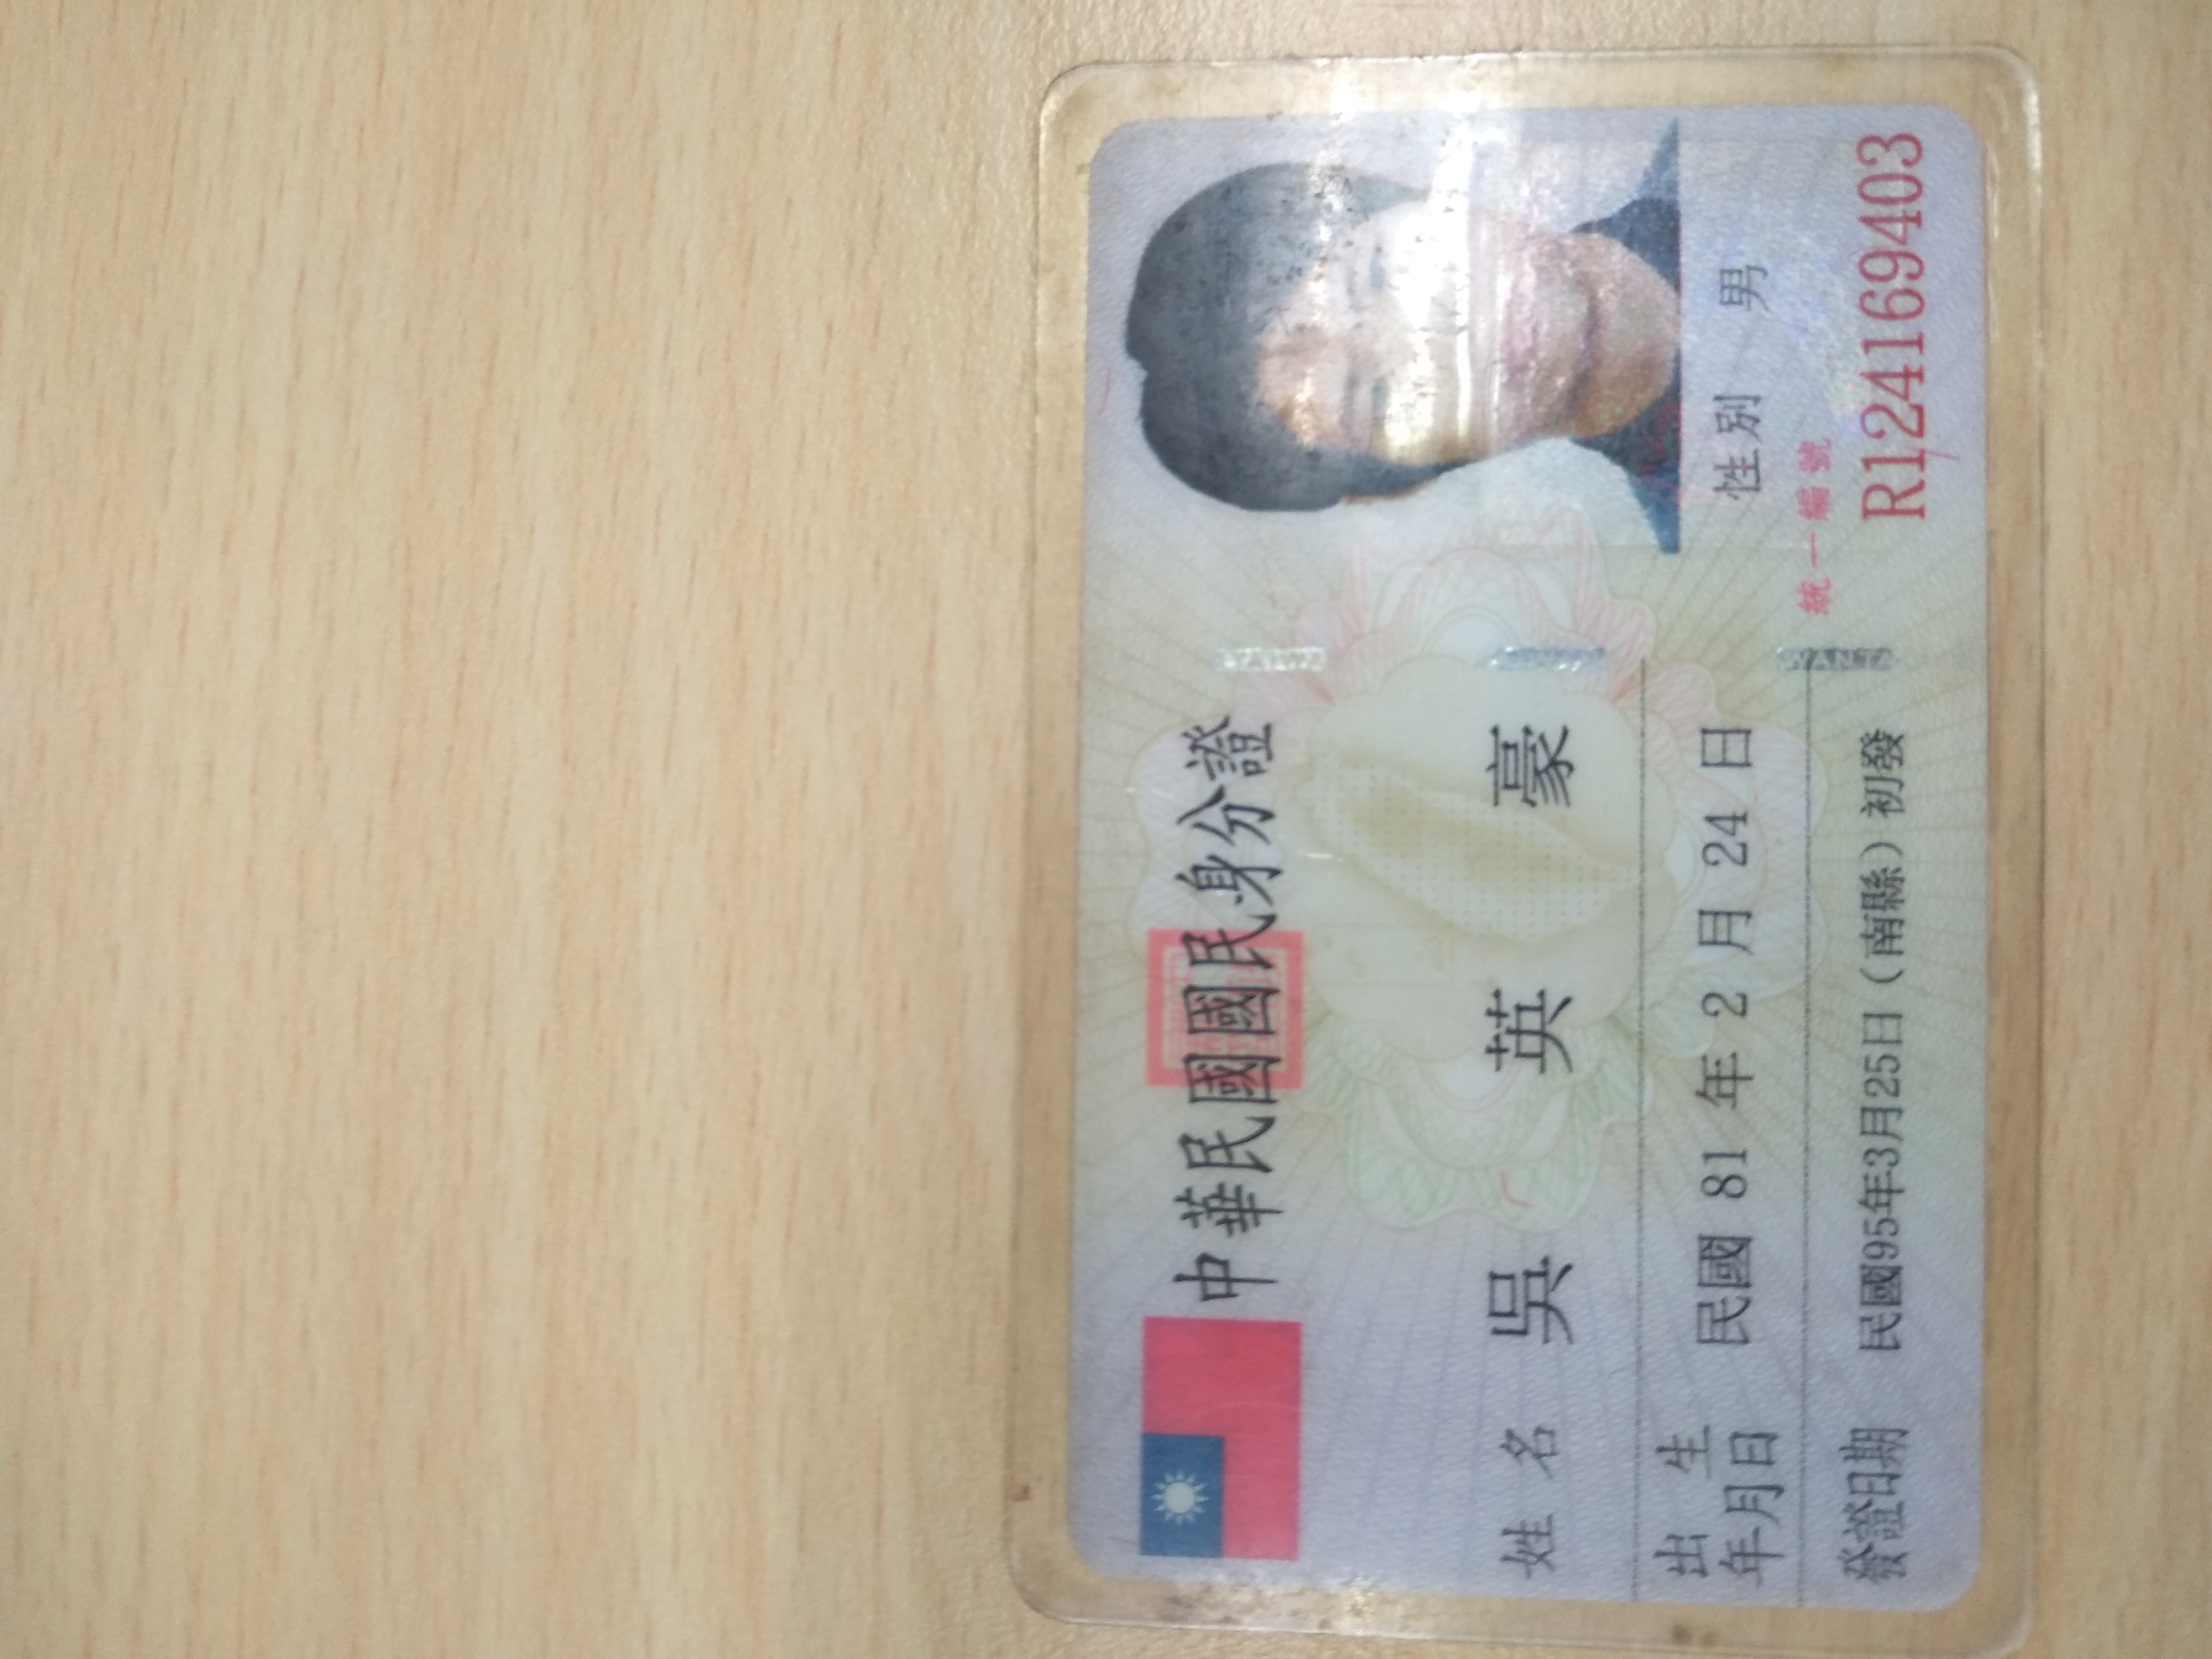 中華民國國民身分證
姓名 吳英豪
出生年月日 民國 81 年 2 月 24 日
性別 男
統一編號
R124169403
發證日期 民國95年3月25日（南縣）初發